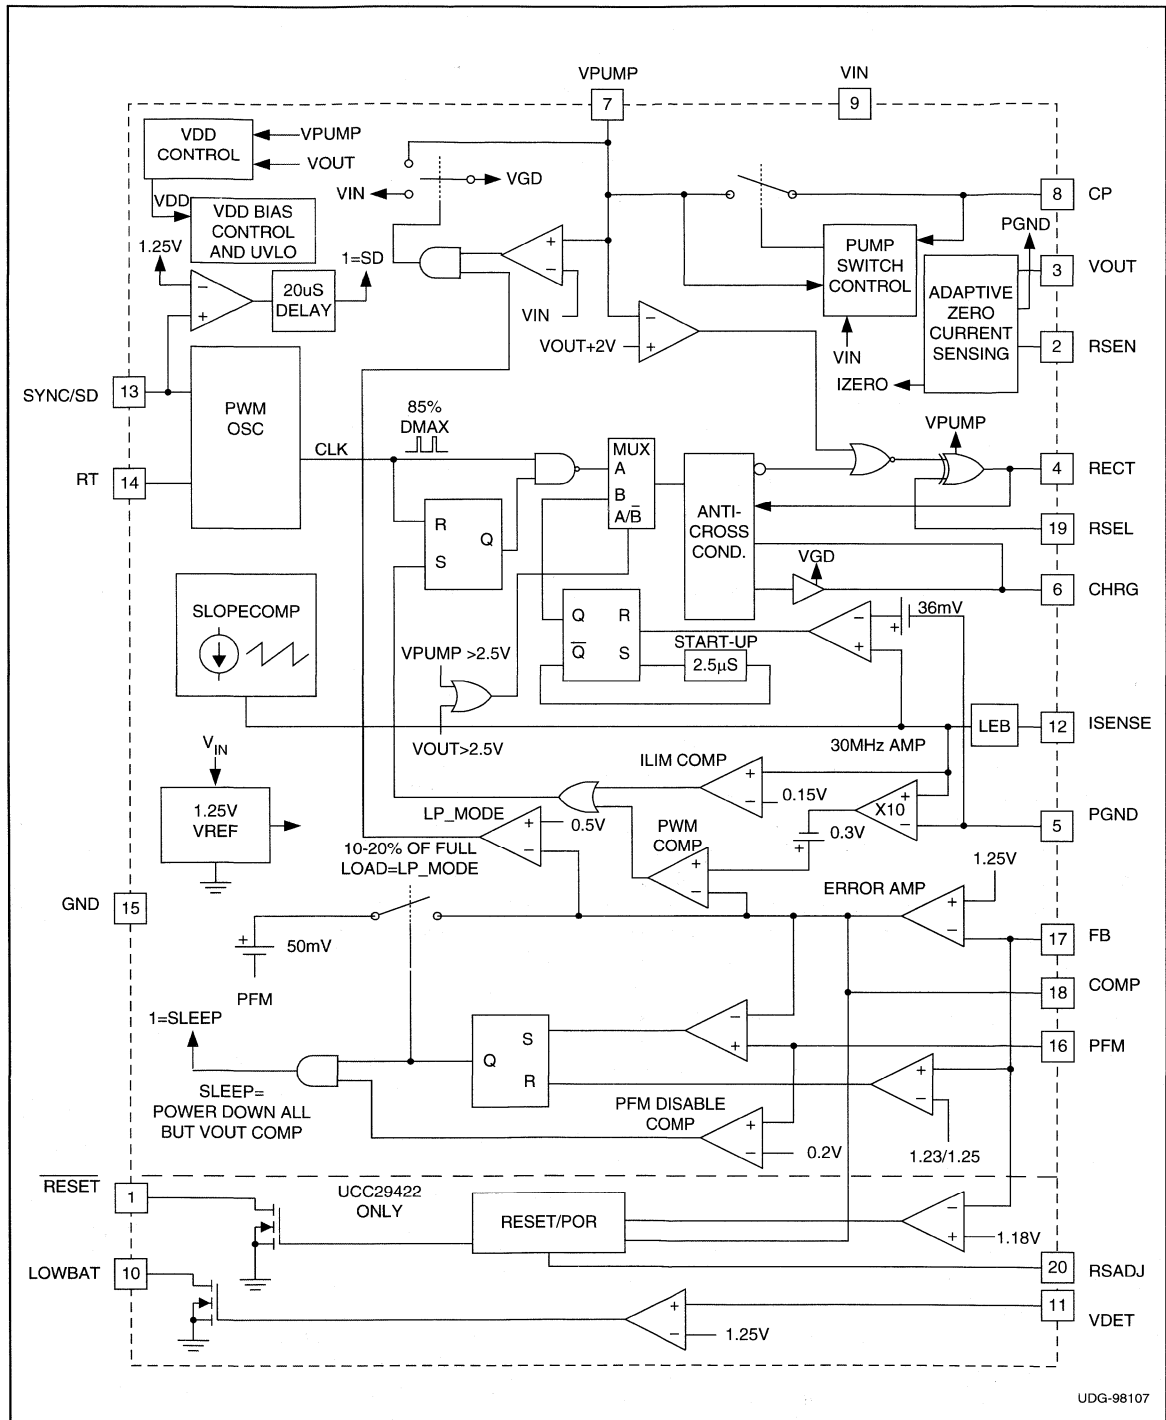 VPUMP
7
VIN
9
VDD CONTROL
VPUMP
VOUT
VDD
VDD BIAS CONTROL AND UVLO
VIN
VGD
1.25V
1=SD
20uS DELAY
−
+
+
−
VIN
VOUT+2V
−
+
PUMP SWITCH CONTROL
VIN
8
CP
PGND
3
VOUT
ADAPTIVE ZERO CURRENT SENSING
2
RSEN
IZERO
SYNC/SD
13
PWM OSC
CLK
85% DMAX
RT
14
R
S
Q
MUX
A
B
A/B̅
ANTI-CROSS COND.
VPUMP
4
RECT
19
RSEL
VGD
6
CHRG
36mV
+
SLOPECOMP
Q
R
Q̅
S
START-UP
2.5µS
−
+
VPUMP >2.5V
VOUT>2.5V
LEB
12
ISENSE
30MHz AMP
VIN
1.25V VREF
ILIM COMP
+
−
0.15V
X10
+
−
5
PGND
0.3V
+
LP_MODE
+
−
0.5V
10-20% OF FULL LOAD=LP_MODE
PWM COMP
+
−
1.25V
ERROR AMP
+
−
GND
15
17
FB
+
50mV
PFM
18
COMP
1=SLEEP
Q
S
R
−
+
16
PFM
+
−
1.23/1.25
SLEEP=
POWER DOWN ALL
BUT VOUT COMP
PFM DISABLE COMP
+
−
0.2V
R̅E̅S̅E̅T̅
1
UCC29422 ONLY
RESET/POR
−
+
1.18V
20
RSADJ
LOWBAT
10
+
−
1.25V
11
VDET
UDG-98107